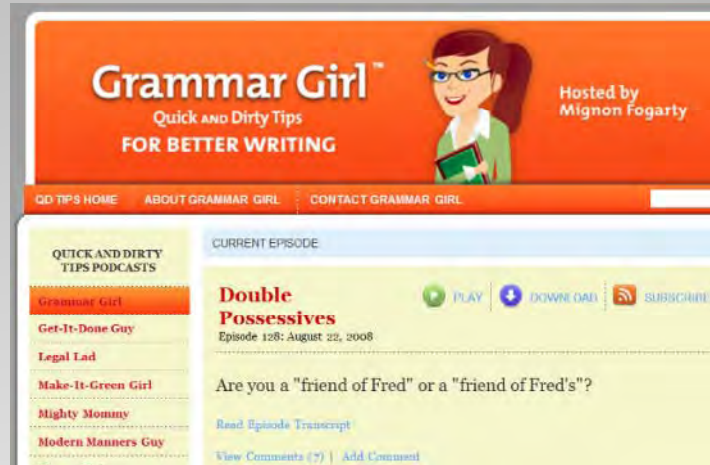 Grammar Girl™
Quick AND Dirty Tips
FOR BETTER WRITING
Hosted by
Mignon Fogarty
QD TIPS HOME ABOUT GRAMMAR GIRL CONTACT GRAMMAR GIRL
QUICK AND DIRTY
TIPS PODCASTS
Grammar Girl
Get-It-Done Guy
Legal Lad
Make-It-Green Girl
Mighty Mommy
Modern Manners Guy
CURRENT EPISODE
Double
Possessives
Episode 128: August 22, 2008
PLAY DOWNLOAD SUBSCRIBE
Are you a "friend of Fred" or a "friend of Fred's"?
Read Episode Transcript
View Comments (7) | Add Comment